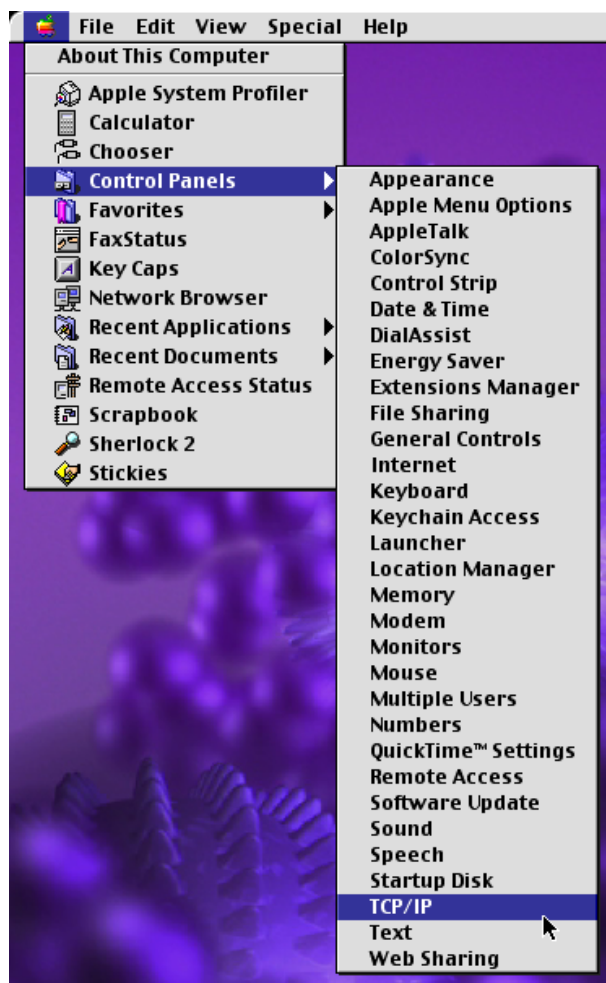 File Edit View Special Help
About This Computer
Apple System Profiler
Calculator
Chooser
Control Panels
Favorites
FaxStatus
Key Caps
Network Browser
Recent Applications
Recent Documents
Remote Access Status
Scrapbook
Sherlock 2
Stickies
Appearance
Apple Menu Options
AppleTalk
ColorSync
Control Strip
Date & Time
DialAssist
Energy Saver
Extensions Manager
File Sharing
General Controls
Internet
Keyboard
Keychain Access
Launcher
Location Manager
Memory
Modem
Monitors
Mouse
Multiple Users
Numbers
QuickTime™ Settings
Remote Access
Software Update
Sound
Speech
Startup Disk
TCP/IP
Text
Web Sharing